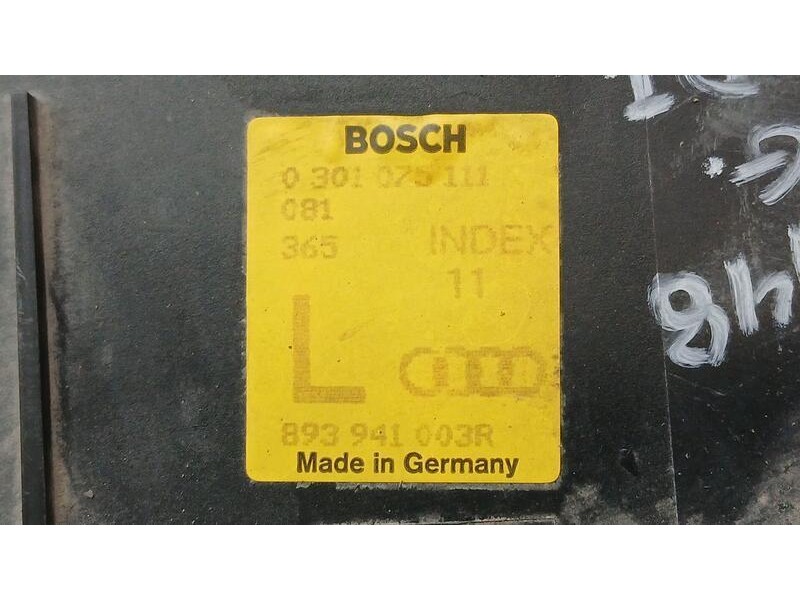 BOSCH
0 301 075 111
081
365 INDEX
11
L
893 941 003R
Made in Germany